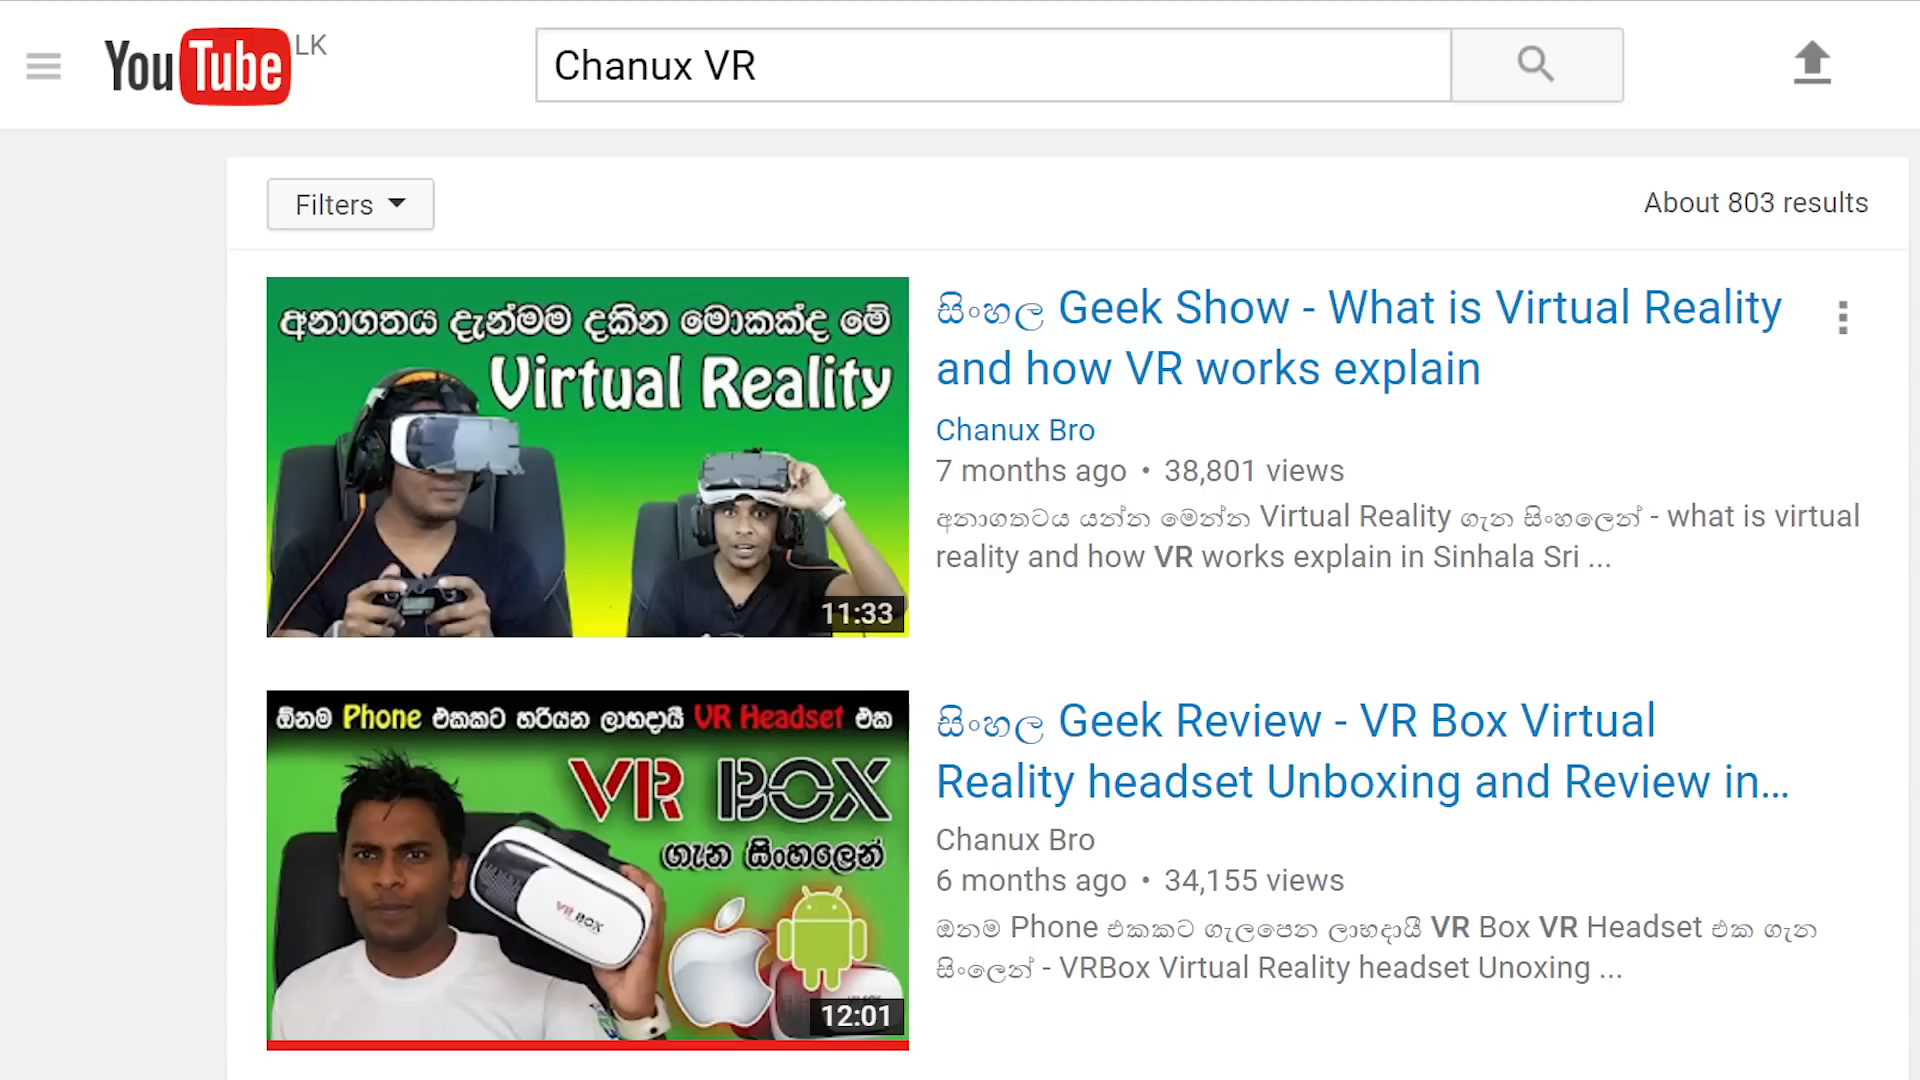 YouTube LK
Chanux VR
Filters
About 803 results
අනාගතය දැන්මම දකින මොකක්ද මේ
Virtual Reality
11:33
සිංහල Geek Show - What is Virtual Reality
and how VR works explain
Chanux Bro
7 months ago • 38,801 views
අනාගතටය යන්න මෙන්න Virtual Reality ගැන සිංහලෙන් - what is virtual
reality and how VR works explain in Sinhala Sri ...
ඕනම Phone එකකට හරියන ලාභදායී VR Headset එක
VR BOX
ගැන සිංහලෙන්
VR BOX
12:01
සිංහල Geek Review - VR Box Virtual
Reality headset Unboxing and Review in...
Chanux Bro
6 months ago • 34,155 views
ඔනම Phone එකකට ගැලපෙන ලාභදායී VR Box VR Headset එක ගැන
සිංලෙන් - VRBox Virtual Reality headset Unoxing ...